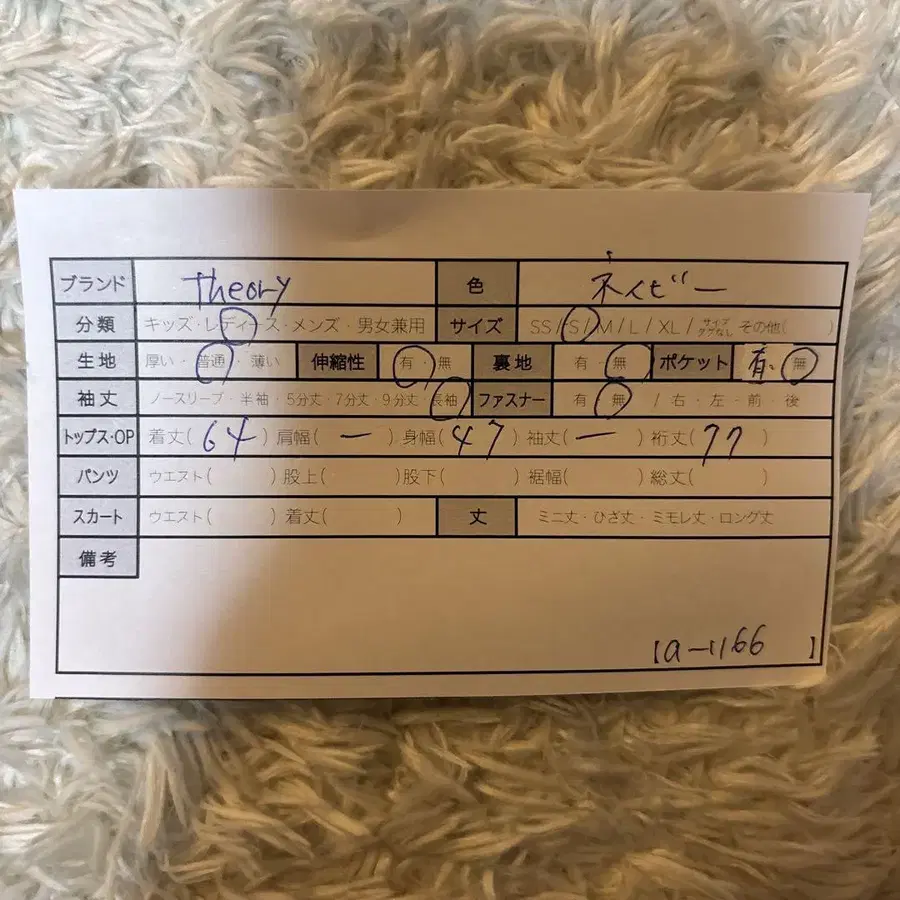 ブランド theory 色 ネイビー
分類 キッズ・レディース・メンズ・男女兼用 サイズ SS/S/M/L/XL/サイズタグなし その他( )
生地 厚い・普通・薄い 伸縮性 有・無 裏地 有・無 ポケット 有・無
袖丈 ノースリーブ・半袖・5分丈・7分丈・9分丈・長袖 ファスナー 有・無 / 右・左・前・後
トップス・OP 着丈(64) 肩幅(ー) 身幅(47) 袖丈(ー) 裄丈(77)
パンツ ウエスト( ) 股上( ) 股下( ) 裾幅( ) 総丈( )
スカート ウエスト( ) 着丈( ) 丈 ミニ丈・ひざ丈・ミモレ丈・ロング丈
備考
【a-1166 】